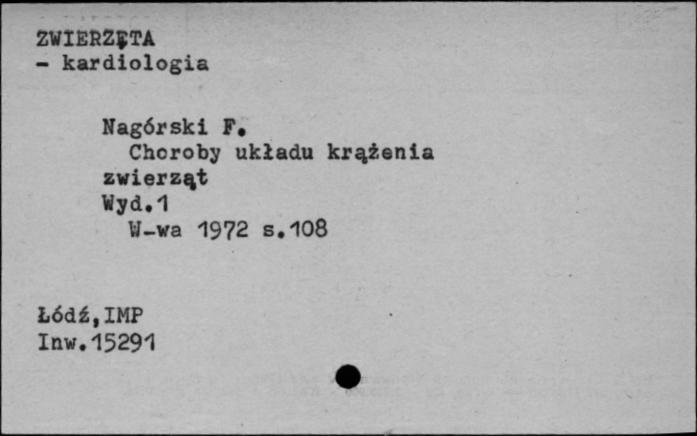 ZWIERZĘTA
- kardiologia
Nagórski F.
Choroby układu krążenia
zwierząt
Wyd.1
W-wa 1972 s.108
Łódź,IMP
Inw.15291